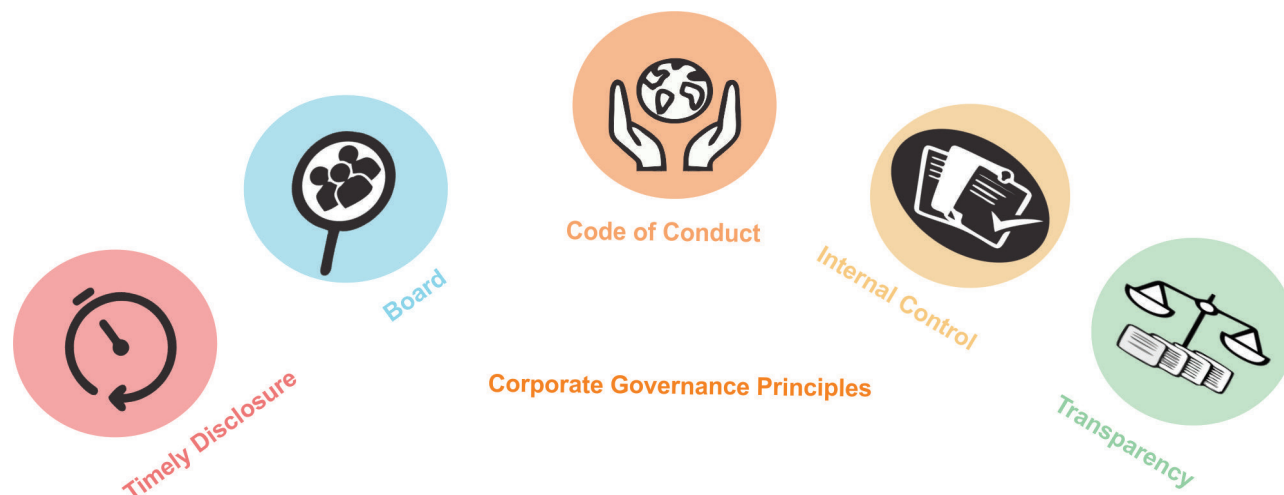 Timely Disclosure
Board
Code of Conduct
Internal Control
Transparency
Corporate Governance Principles